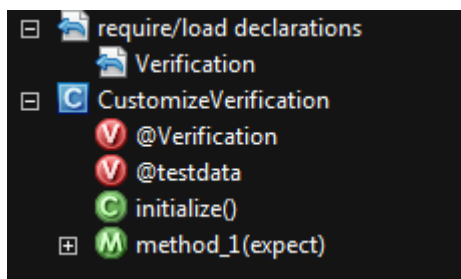 require/load declarations
Verification
C CustomizeVerification
V @Verification
V @testdata
C initialize()
M method_1(expect)